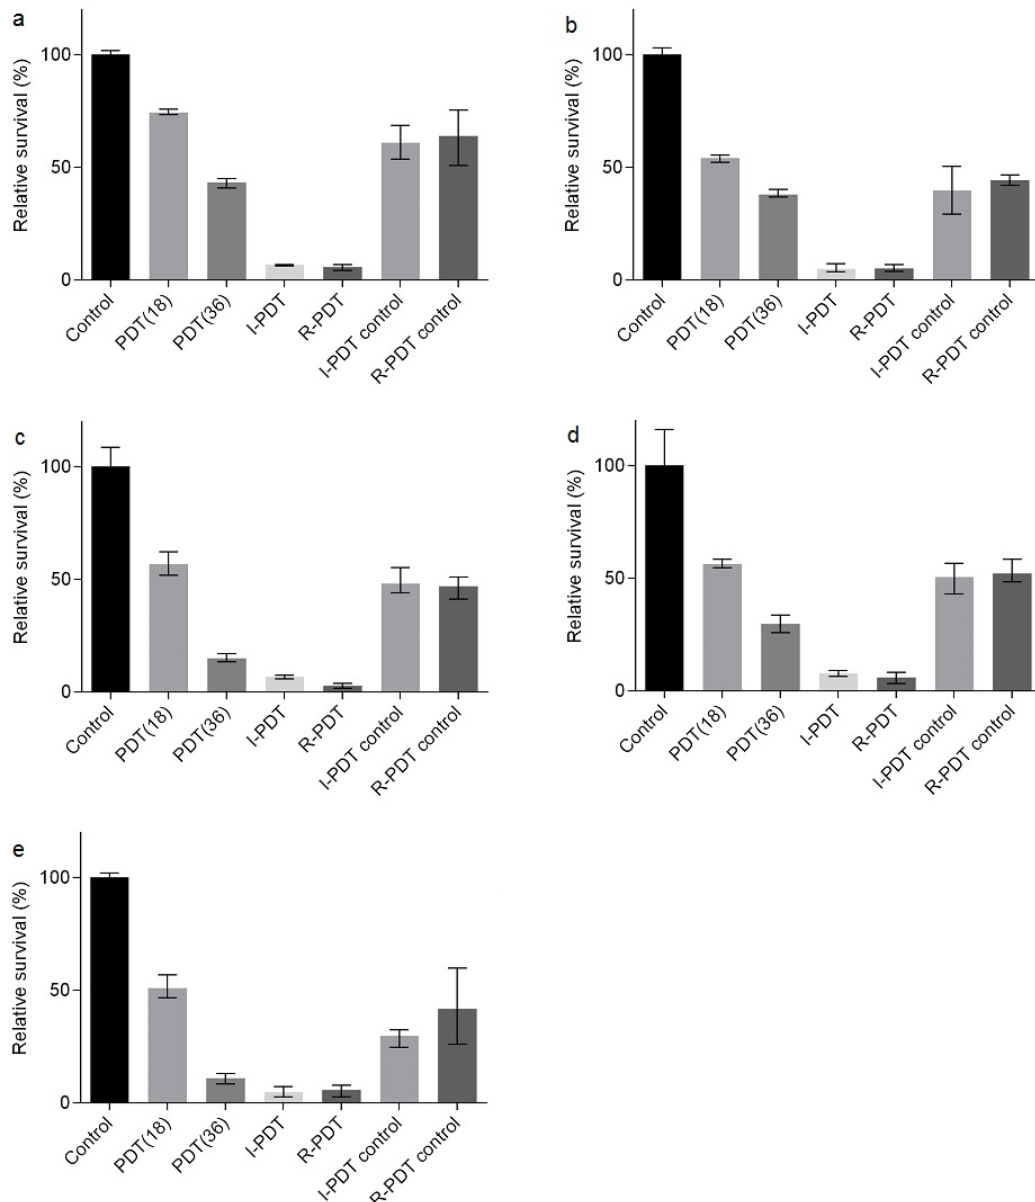 a
Relative survival (%)
100
50
0
Control
PDT(18)
PDT(36)
I-PDT
R-PDT
I-PDT control
R-PDT control
b
Relative survival (%)
100
50
0
Control
PDT(18)
PDT(36)
I-PDT
R-PDT
I-PDT control
R-PDT control
c
Relative survival (%)
100
50
0
Control
PDT(18)
PDT(36)
I-PDT
R-PDT
I-PDT control
R-PDT control
d
Relative survival (%)
100
50
0
Control
PDT(18)
PDT(36)
I-PDT
R-PDT
I-PDT control
R-PDT control
e
Relative survival (%)
100
50
0
Control
PDT(18)
PDT(36)
I-PDT
R-PDT
I-PDT control
R-PDT control